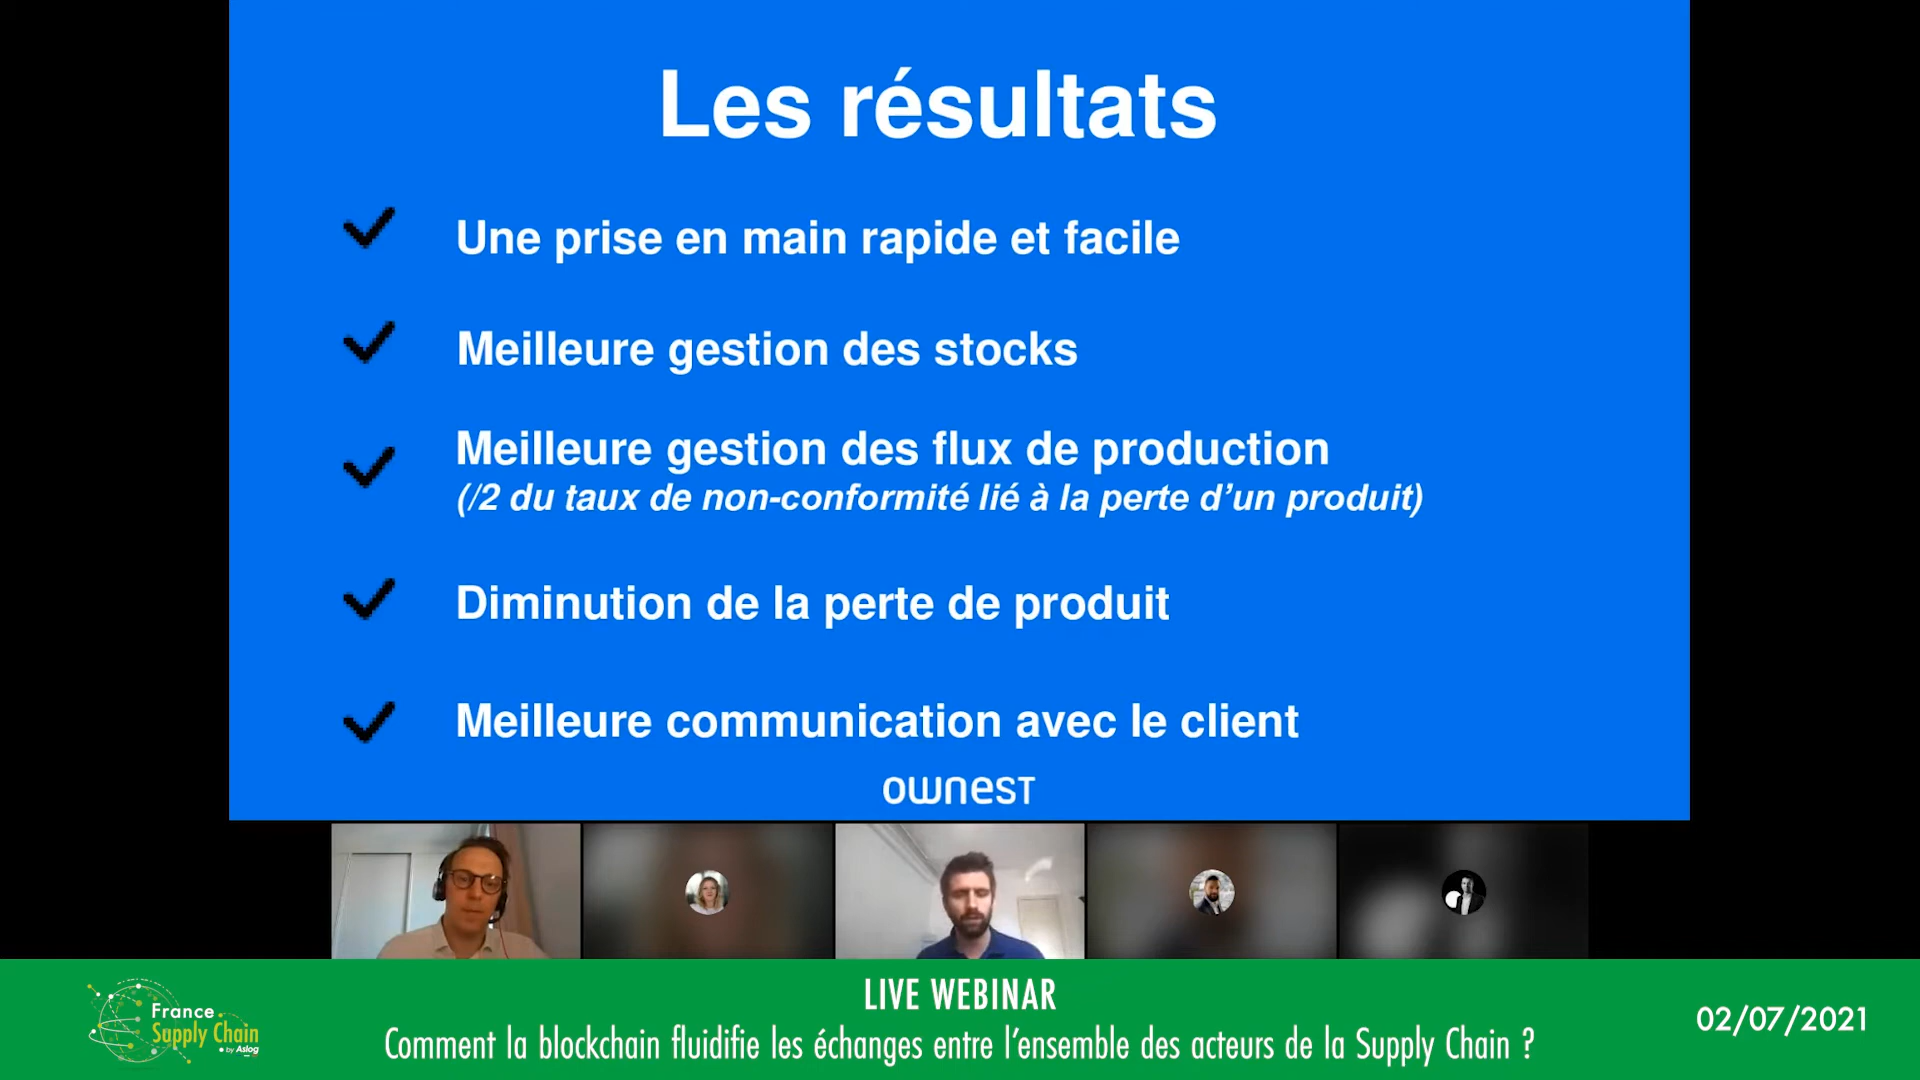 Les résultats
Une prise en main rapide et facile
Meilleure gestion des stocks
Meilleure gestion des flux de production
(/2 du taux de non-conformité lié à la perte d’un produit)
Diminution de la perte de produit
Meilleure communication avec le client
OWNEST
LIVE WEBINAR
Comment la blockchain fluidifie les échanges entre l’ensemble des acteurs de la Supply Chain ?
France
Supply Chain
by Aslog
02/07/2021